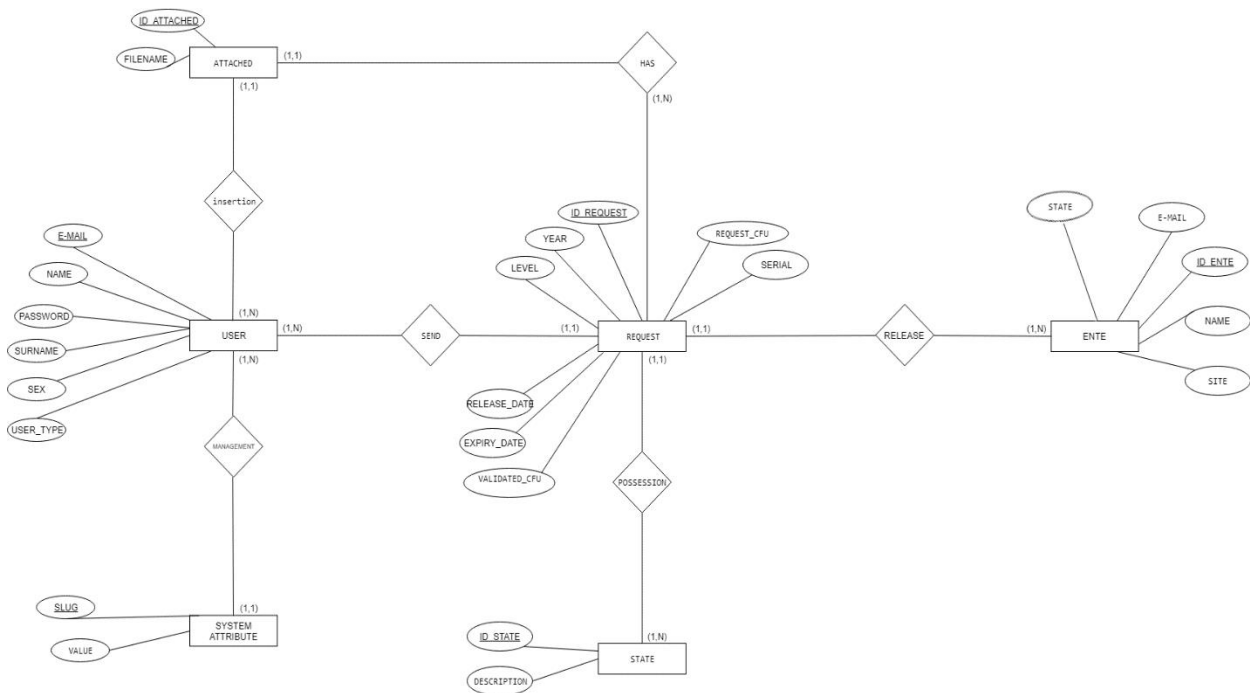 ID_ATTACHED
FILENAME
ATTACHED
(1,1)
HAS
(1,1)
(1,N)
insertion
STATE
ID_REQUEST
E-MAIL
E-MAIL
YEAR
REQUEST_CFU
LEVEL
SERIAL
ID_ENTE
NAME
PASSWORD
NAME
(1,N)
USER
(1,N)
SEND
(1,1)
REQUEST
(1,1)
RELEASE
(1,N)
ENTE
SURNAME
(1,N)
(1,1)
SEX
SITE
USER_TYPE
RELEASE_DATE
MANAGEMENT
EXPIRY_DATE
VALIDATED_CFU
POSSESSION
SLUG
(1,1)
SYSTEM
ATTRIBUTE
VALUE
ID_STATE
(1,N)
STATE
DESCRIPTION